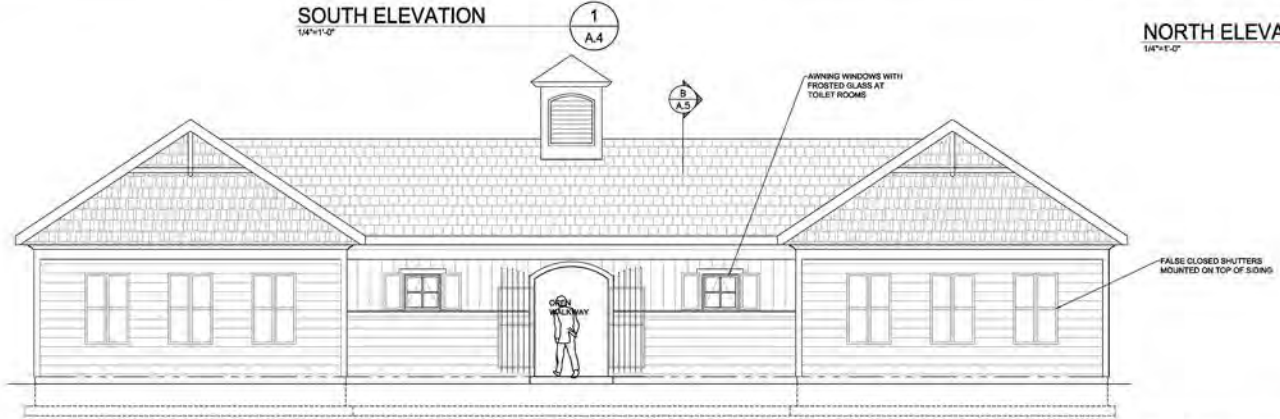 SOUTH ELEVATION
1/4"=1'-0"
1
A.4
NORTH ELEVA
1/4"=1'-0"
B
A.5
AWNING WINDOWS WITH
FROSTED GLASS AT
TOILET ROOMS
FALSE CLOSED SHUTTERS
MOUNTED ON TOP OF SIDING
OPEN
WALKWAY